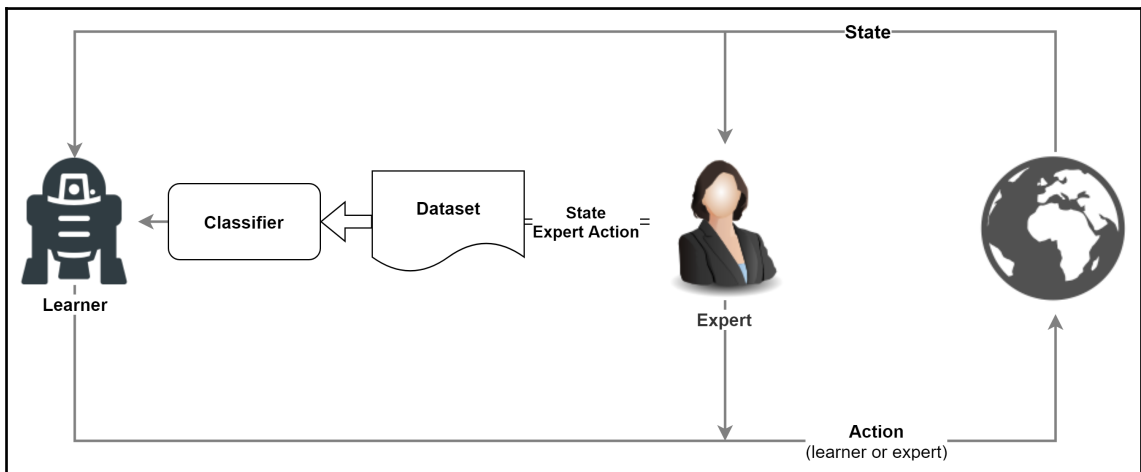 State
Classifier
Dataset
State
Expert Action
Learner
Expert
Action
(learner or expert)